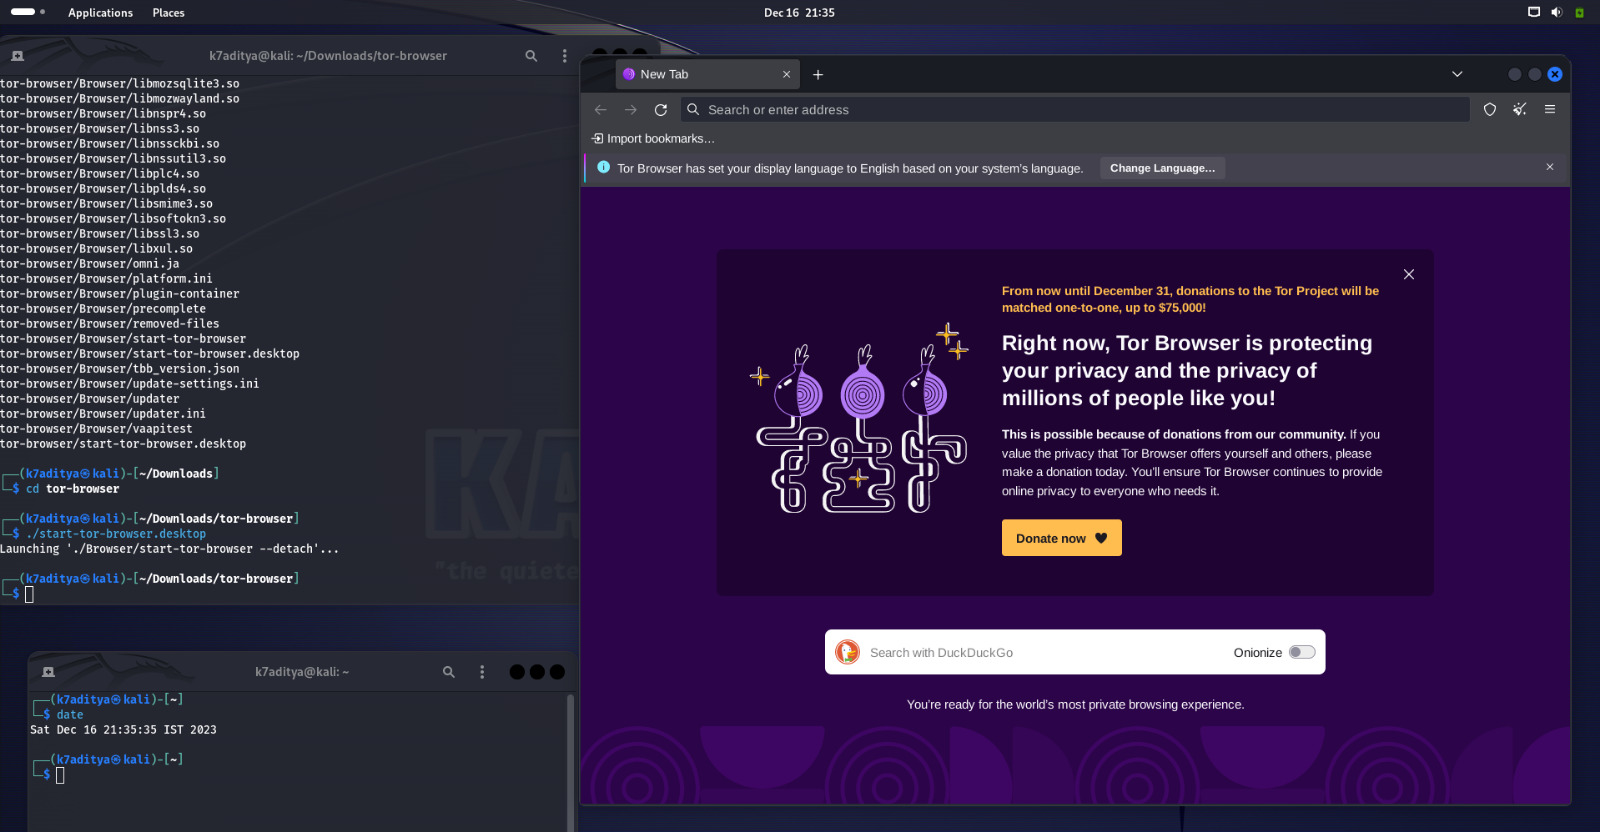 Applications Places
Dec 16 21:35
k7aditya@kali: ~/Downloads/tor-browser
tor-browser/Browser/libmozsqlite3.so
tor-browser/Browser/libmozwayland.so
tor-browser/Browser/libnspr4.so
tor-browser/Browser/libnss3.so
tor-browser/Browser/libnssckbi.so
tor-browser/Browser/libnssutil3.so
tor-browser/Browser/libplc4.so
tor-browser/Browser/libplds4.so
tor-browser/Browser/libsmime3.so
tor-browser/Browser/libsoftokn3.so
tor-browser/Browser/libssl3.so
tor-browser/Browser/libxul.so
tor-browser/Browser/omni.ja
tor-browser/Browser/platform.ini
tor-browser/Browser/plugin-container
tor-browser/Browser/precomplete
tor-browser/Browser/removed-files
tor-browser/Browser/start-tor-browser
tor-browser/Browser/start-tor-browser.desktop
tor-browser/Browser/tbb_version.json
tor-browser/Browser/update-settings.ini
tor-browser/Browser/updater
tor-browser/Browser/updater.ini
tor-browser/Browser/vaapitest
tor-browser/start-tor-browser.desktop
┌──(k7aditya㉿kali)-[~/Downloads]
└─$ cd tor-browser
┌──(k7aditya㉿kali)-[~/Downloads/tor-browser]
└─$ ./start-tor-browser.desktop
Launching './Browser/start-tor-browser --detach'...
┌──(k7aditya㉿kali)-[~/Downloads/tor-browser]
└─$
KA
"the quiete
k7aditya@kali: ~
┌──(k7aditya㉿kali)-[~]
└─$ date
Sat Dec 16 21:35:35 IST 2023
┌──(k7aditya㉿kali)-[~]
└─$
New Tab
Search or enter address
Import bookmarks…
Tor Browser has set your display language to English based on your system's language.
Change Language…
From now until December 31, donations to the Tor Project will be
matched one-to-one, up to $75,000!
Right now, Tor Browser is protecting
your privacy and the privacy of
millions of people like you!
This is possible because of donations from our community. If you
value the privacy that Tor Browser offers yourself and others, please
make a donation today. You'll ensure Tor Browser continues to provide
online privacy to everyone who needs it.
Donate now
Search with DuckDuckGo
Onionize
You're ready for the world's most private browsing experience.